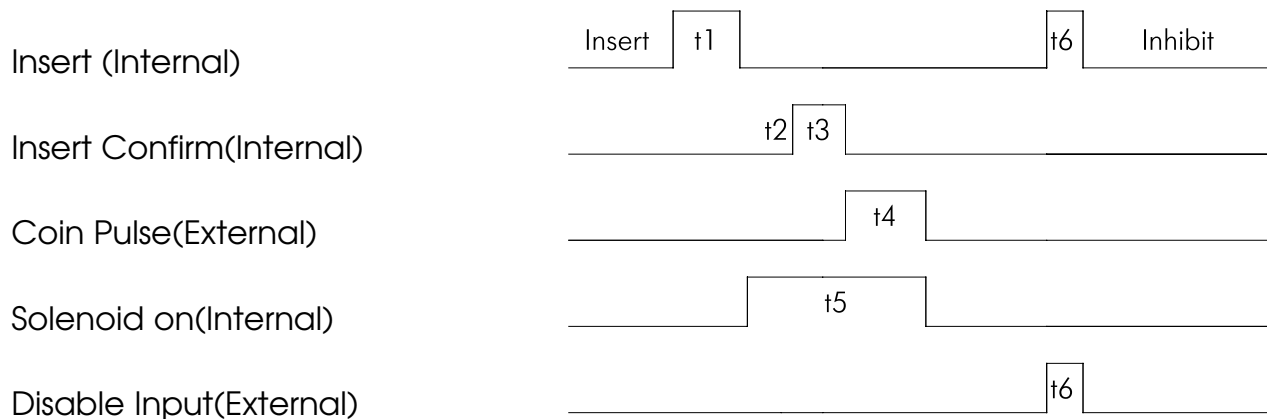 Insert (Internal)
Insert t1 t6 Inhibit
Insert Confirm(Internal)
t2 t3
Coin Pulse(External)
t4
Solenoid on(Internal)
t5
Disable Input(External)
t6